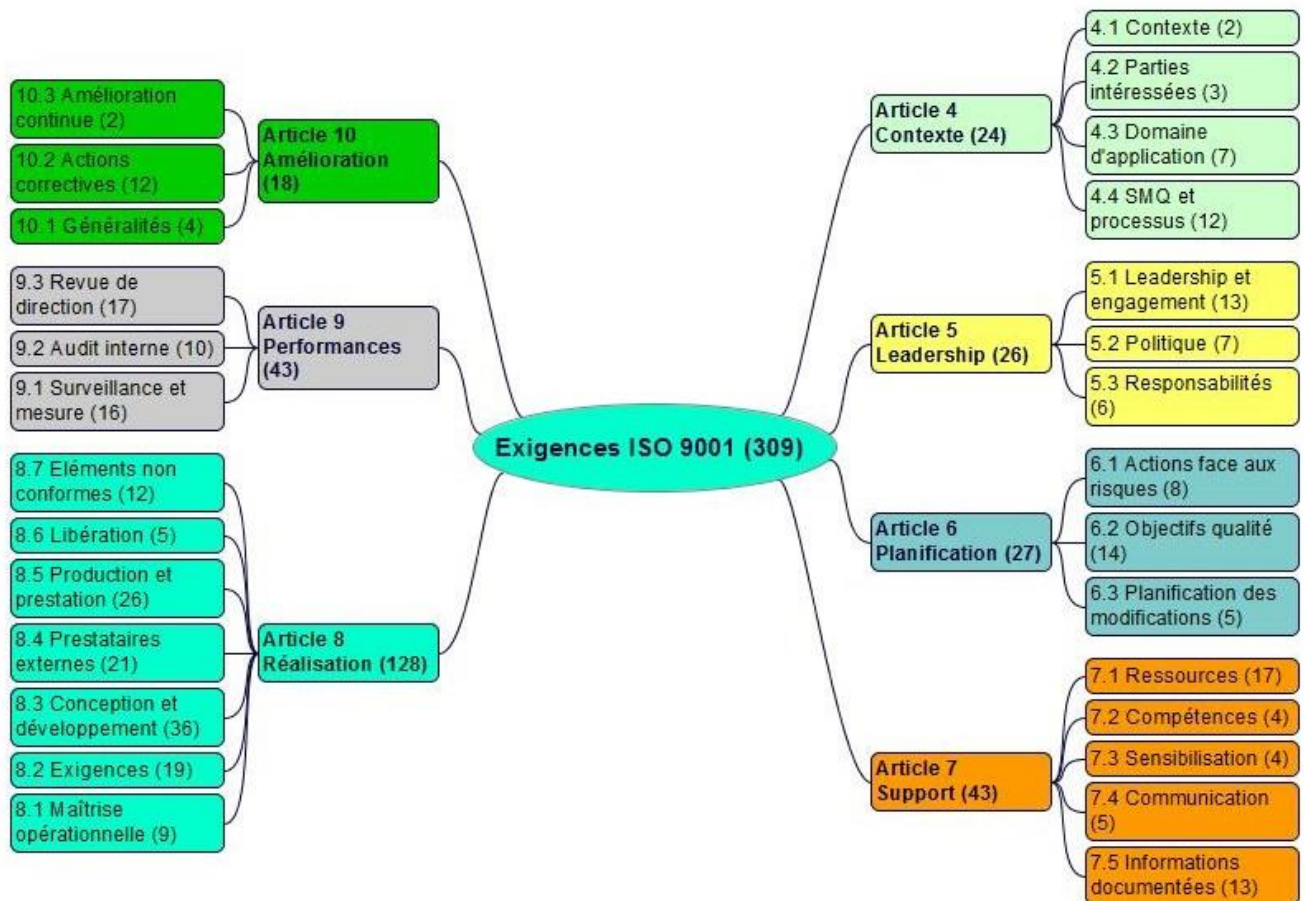 Exigences ISO 9001 (309)
Article 4
Contexte (24)
4.1 Contexte (2)
4.2 Parties
intéressées (3)
4.3 Domaine
d'application (7)
4.4 SMQ et
processus (12)
Article 5
Leadership (26)
5.1 Leadership et
engagement (13)
5.2 Politique (7)
5.3 Responsabilités
(6)
Article 6
Planification (27)
6.1 Actions face aux
risques (8)
6.2 Objectifs qualité
(14)
6.3 Planification des
modifications (5)
Article 7
Support (43)
7.1 Ressources (17)
7.2 Compétences (4)
7.3 Sensibilisation (4)
7.4 Communication
(5)
7.5 Informations
documentées (13)
Article 10
Amélioration
(18)
10.3 Amélioration
continue (2)
10.2 Actions
correctives (12)
10.1 Généralités (4)
Article 9
Performances
(43)
9.3 Revue de
direction (17)
9.2 Audit interne (10)
9.1 Surveillance et
mesure (16)
Article 8
Réalisation (128)
8.7 Eléments non
conformes (12)
8.6 Libération (5)
8.5 Production et
prestation (26)
8.4 Prestataires
externes (21)
8.3 Conception et
développement (36)
8.2 Exigences (19)
8.1 Maîtrise
opérationnelle (9)